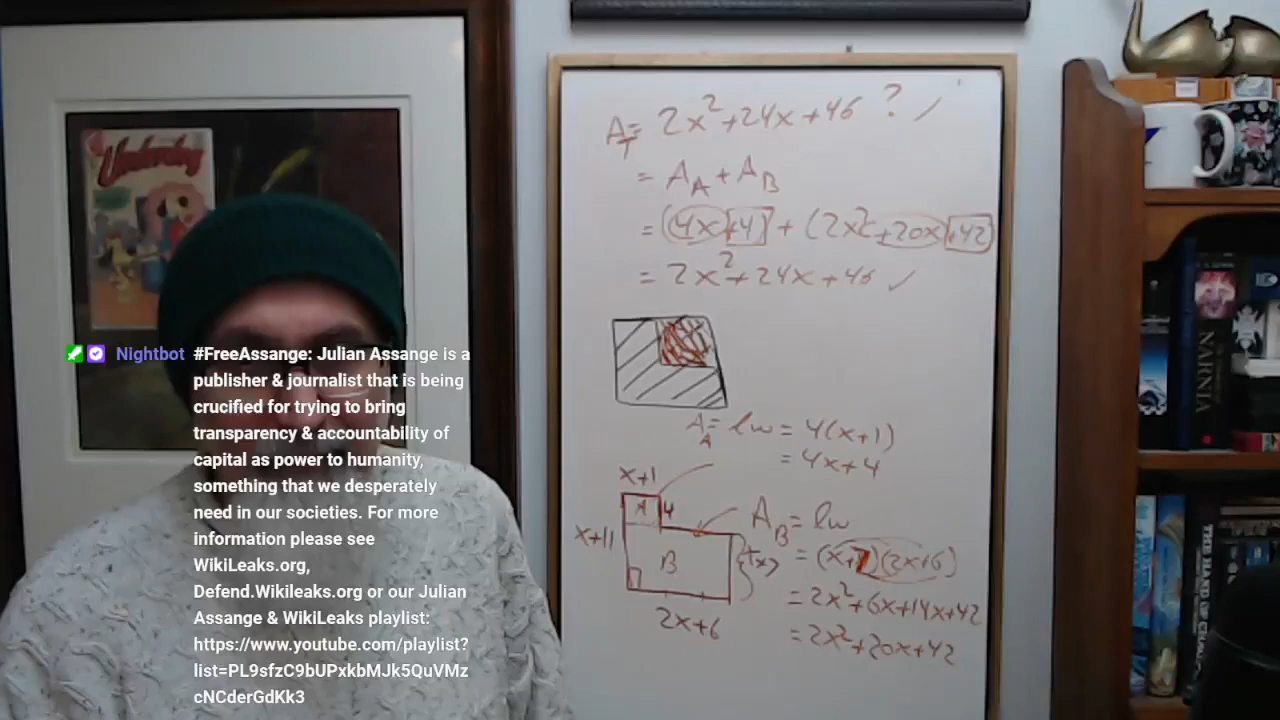 Underdog
A_T = 2x²+24x+46 ?
= A_A + A_B
= (4x+4) + (2x²+20x+42)
= 2x²+24x+46 ✓
A_A = lw = 4(x+1)
= 4x+4
x+1
A
4
x+11
B
x+7
2x+6
A_B = lw
= (x+7)(2x+6)
= 2x²+6x+14x+42
= 2x²+20x+42
NARNIA
Nightbot #FreeAssange: Julian Assange is a
publisher & journalist that is being
crucified for trying to bring
transparency & accountability of
capital as power to humanity,
something that we desperately
need in our societies. For more
information please see
WikiLeaks.org,
Defend.Wikileaks.org or our Julian
Assange & WikiLeaks playlist:
https://www.youtube.com/playlist?
list=PL9sfzC9bUPxkbMJk5QuVMz
cNCderGdKk3